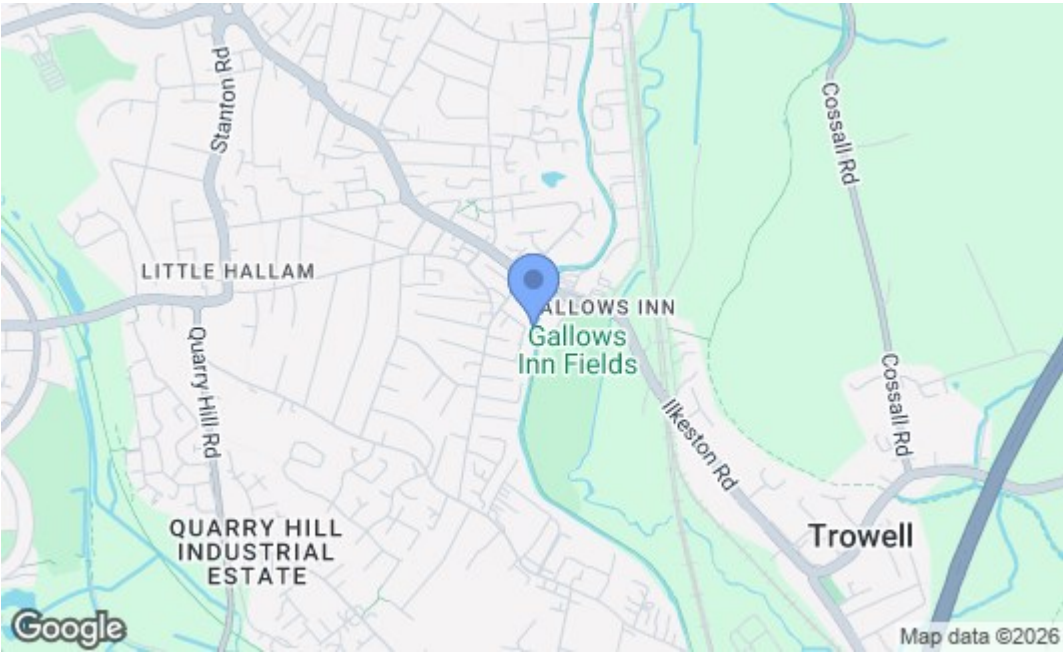 Stanton Rd
Cossall Rd
LITTLE HALLAM
ALLOWS INN
Gallows
Inn Fields
Quarry Hill Rd
Cossall Rd
Ilkeston Rd
QUARRY HILL
INDUSTRIAL
ESTATE
Trowell
Google
Map data ©2026